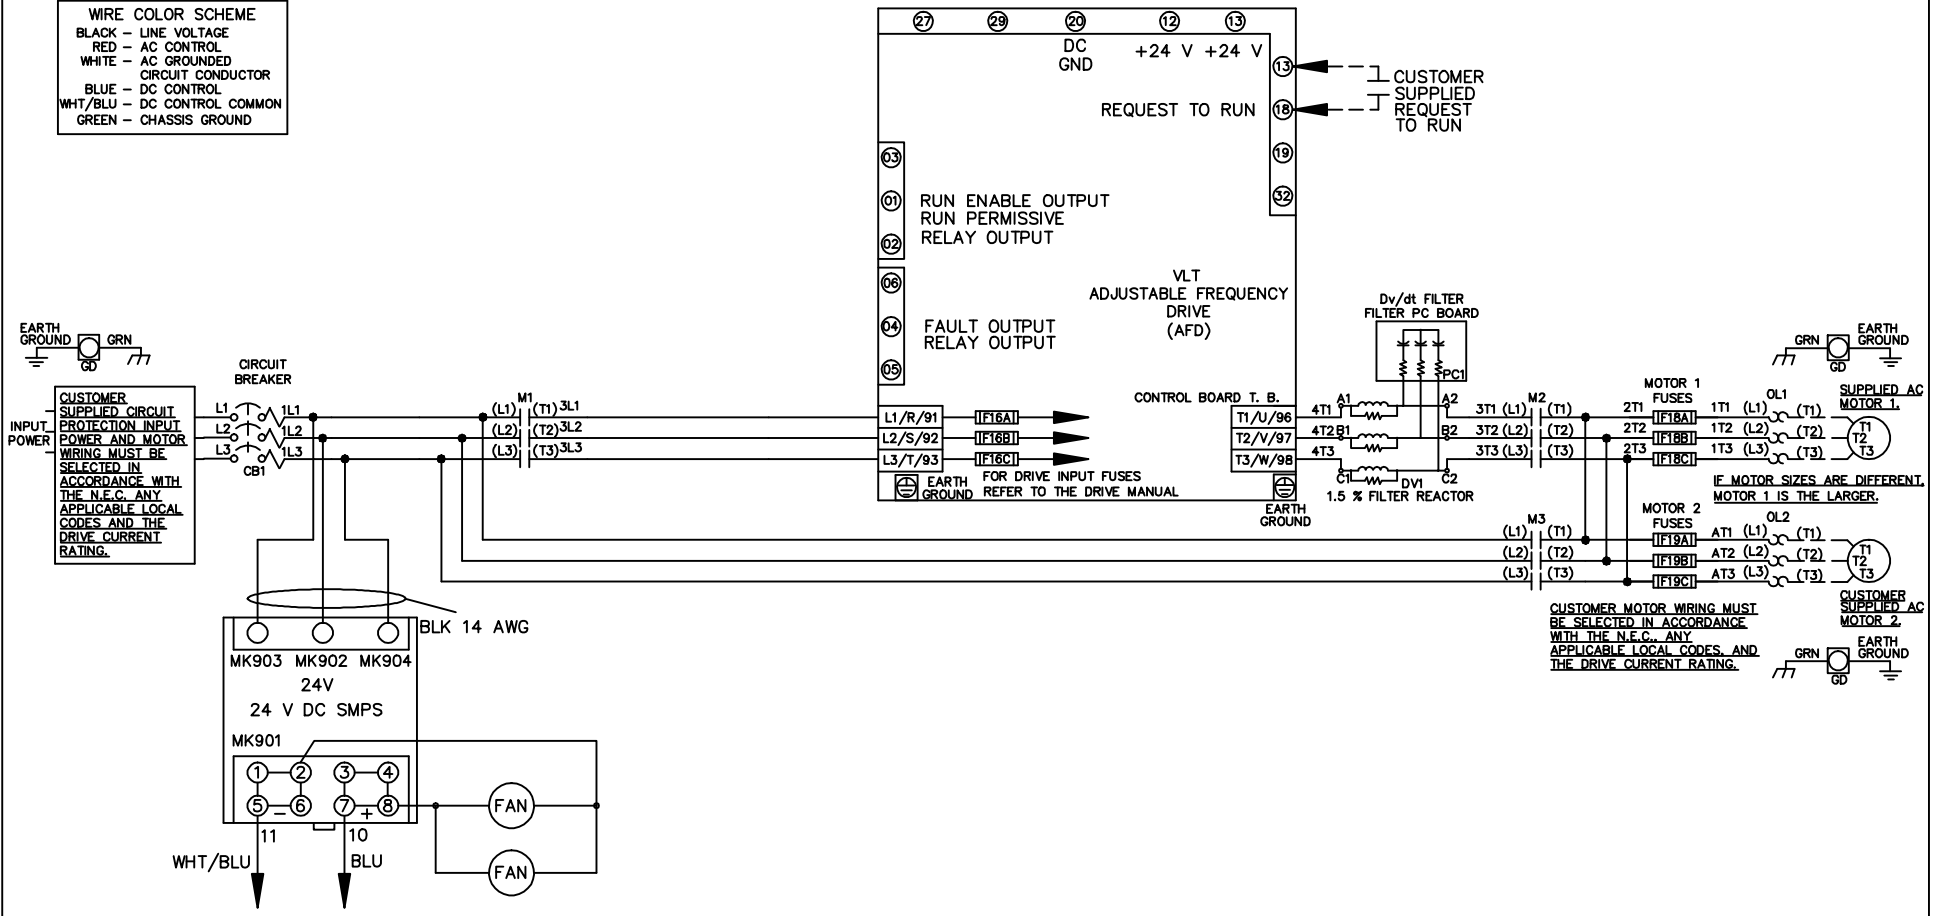 WIRE COLOR SCHEME
BLACK – LINE VOLTAGE
RED – AC CONTROL
WHITE – AC GROUNDED
CIRCUIT CONDUCTOR
BLUE – DC CONTROL
WHT/BLU – DC CONTROL COMMON
GREEN – CHASSIS GROUND
27 29 20 12 13
DC
GND
+24 V +24 V
13
REQUEST TO RUN 18
19
32
CUSTOMER
SUPPLIED
REQUEST
TO RUN
03
01
02
RUN ENABLE OUTPUT
RUN PERMISSIVE
RELAY OUTPUT
06
04
05
FAULT OUTPUT
RELAY OUTPUT
VLT
ADJUSTABLE FREQUENCY
DRIVE
(AFD)
CONTROL BOARD T. B.
L1/R/91 F16A
L2/S/92 F16B
L3/T/93 F16C
EARTH
GROUND
FOR DRIVE INPUT FUSES
REFER TO THE DRIVE MANUAL
T1/U/96
T2/V/97
T3/W/98
EARTH
GROUND
EARTH
GROUND
GRN
GD
INPUT
POWER
CUSTOMER
SUPPLIED CIRCUIT
PROTECTION INPUT
POWER AND MOTOR
WIRING MUST BE
SELECTED IN
ACCORDANCE WITH
THE N.E.C. ANY
APPLICABLE LOCAL
CODES AND THE
DRIVE CURRENT
RATING.
CIRCUIT
BREAKER
L1 1L1
L2 1L2
L3 1L3
CB1
M1
(L1) (T1) 3L1
(L2) (T2) 3L2
(L3) (T3) 3L3
Dv/dt FILTER
FILTER PC BOARD
PC1
4T1 A1 A2
4T2 B1 B2
4T3 C1 C2
DV1
1.5 % FILTER REACTOR
M2
3T1 (L1) (T1)
3T2 (L2) (T2)
3T3 (L3) (T3)
MOTOR 1
FUSES
2T1 F18A 1T1 (L1) (T1)
2T2 F18B 1T2 (L2) (T2)
2T3 F18C 1T3 (L3) (T3)
OL1
GRN
GD
EARTH
GROUND
SUPPLIED AC
MOTOR 1.
T1
T2
T3
IF MOTOR SIZES ARE DIFFERENT,
MOTOR 1 IS THE LARGER.
M3
(L1) (T1)
(L2) (T2)
(L3) (T3)
MOTOR 2
FUSES
F19A AT1 (L1) (T1)
F19B AT2 (L2) (T2)
F19C AT3 (L3) (T3)
OL2
T1
T2
T3
CUSTOMER
SUPPLIED AC
MOTOR 2.
CUSTOMER MOTOR WIRING MUST
BE SELECTED IN ACCORDANCE
WITH THE N.E.C., ANY
APPLICABLE LOCAL CODES, AND
THE DRIVE CURRENT RATING.
GRN
GD
EARTH
GROUND
BLK 14 AWG
MK903 MK902 MK904
24V
24 V DC SMPS
MK901
1 2 3 4
5 – 6 7 + 8
11 10
WHT/BLU BLU
FAN
FAN